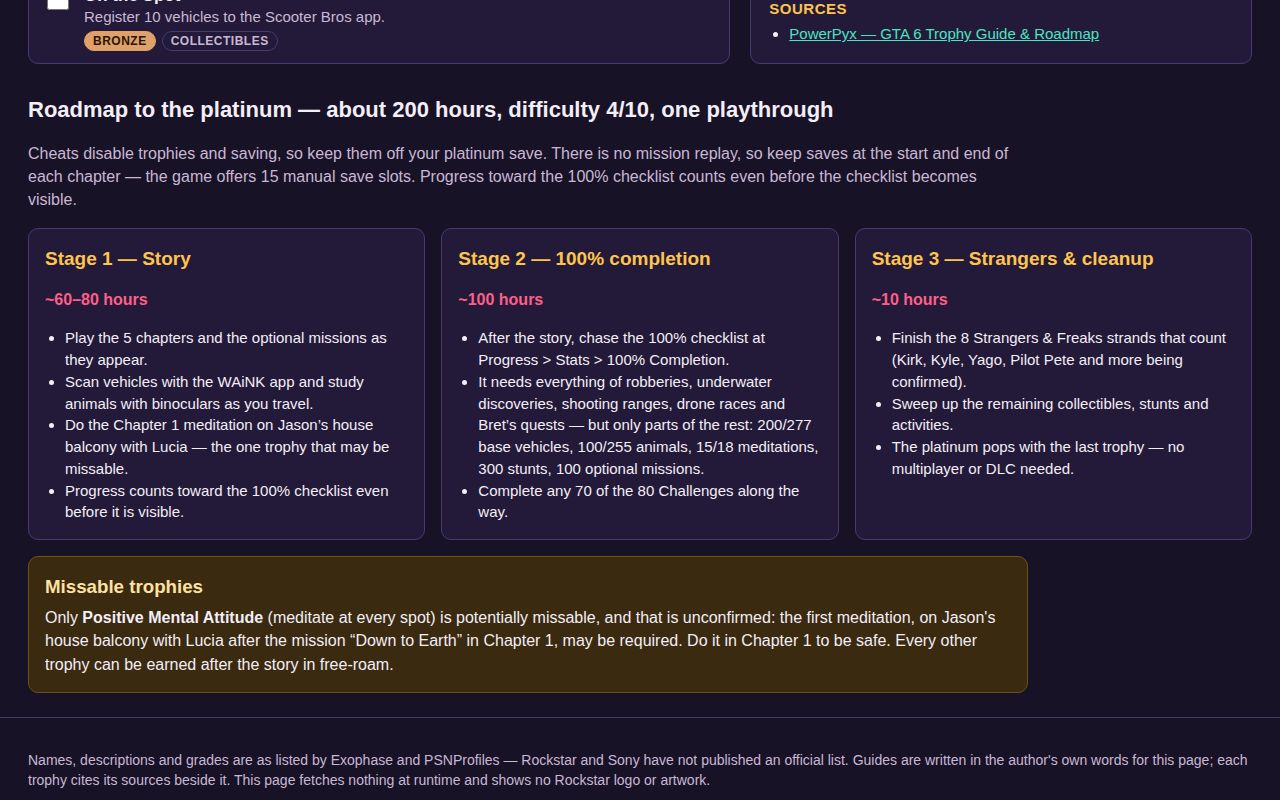 On the Spot
Register 10 vehicles to the Scooter Bros app.
BRONZE COLLECTIBLES
SOURCES
• PowerPyx — GTA 6 Trophy Guide & Roadmap
Roadmap to the platinum — about 200 hours, difficulty 4/10, one playthrough
Cheats disable trophies and saving, so keep them off your platinum save. There is no mission replay, so keep saves at the start and end of
each chapter — the game offers 15 manual save slots. Progress toward the 100% checklist counts even before the checklist becomes
visible.
Stage 1 — Story
~60–80 hours
• Play the 5 chapters and the optional missions as
they appear.
• Scan vehicles with the WAiNK app and study
animals with binoculars as you travel.
• Do the Chapter 1 meditation on Jason’s house
balcony with Lucia — the one trophy that may be
missable.
• Progress counts toward the 100% checklist even
before it is visible.
Stage 2 — 100% completion
~100 hours
• After the story, chase the 100% checklist at
Progress > Stats > 100% Completion.
• It needs everything of robberies, underwater
discoveries, shooting ranges, drone races and
Bret’s quests — but only parts of the rest: 200/277
base vehicles, 100/255 animals, 15/18 meditations,
300 stunts, 100 optional missions.
• Complete any 70 of the 80 Challenges along the
way.
Stage 3 — Strangers & cleanup
~10 hours
• Finish the 8 Strangers & Freaks strands that count
(Kirk, Kyle, Yago, Pilot Pete and more being
confirmed).
• Sweep up the remaining collectibles, stunts and
activities.
• The platinum pops with the last trophy — no
multiplayer or DLC needed.
Missable trophies
Only Positive Mental Attitude (meditate at every spot) is potentially missable, and that is unconfirmed: the first meditation, on Jason's
house balcony with Lucia after the mission “Down to Earth” in Chapter 1, may be required. Do it in Chapter 1 to be safe. Every other
trophy can be earned after the story in free-roam.
Names, descriptions and grades are as listed by Exophase and PSNProfiles — Rockstar and Sony have not published an official list. Guides are written in the author's own words for this page; each
trophy cites its sources beside it. This page fetches nothing at runtime and shows no Rockstar logo or artwork.